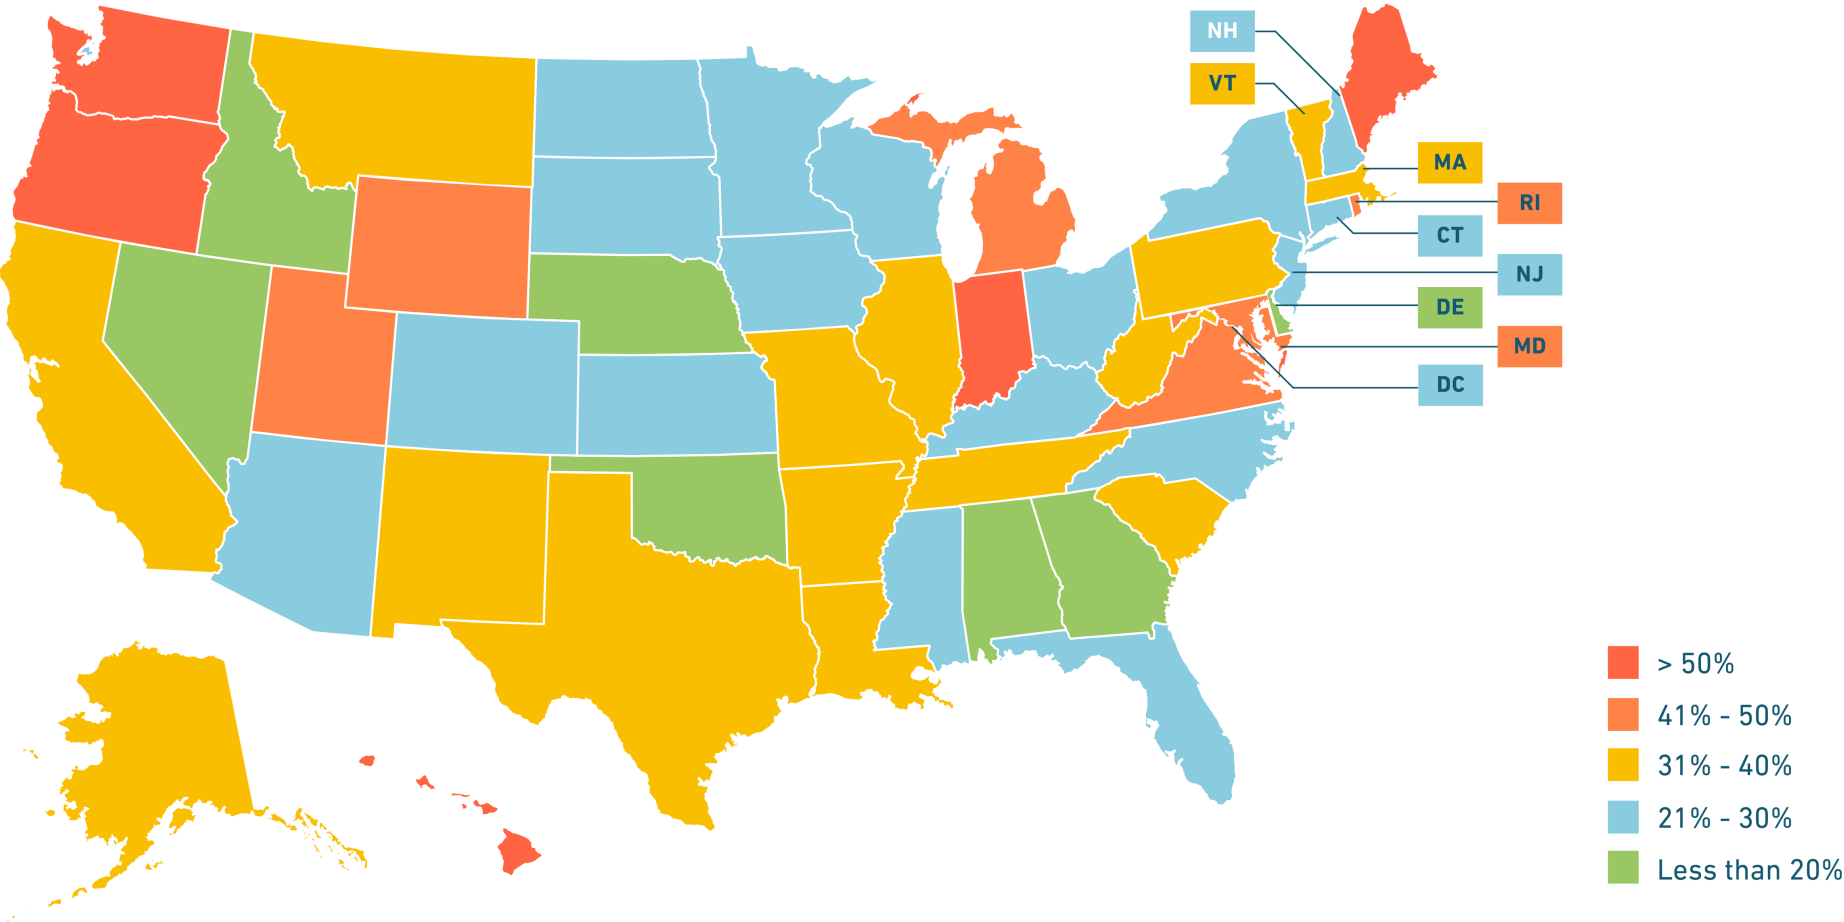 NH
VT
MA
RI
CT
NJ
DE
MD
DC
> 50%
41% - 50%
31% - 40%
21% - 30%
Less than 20%